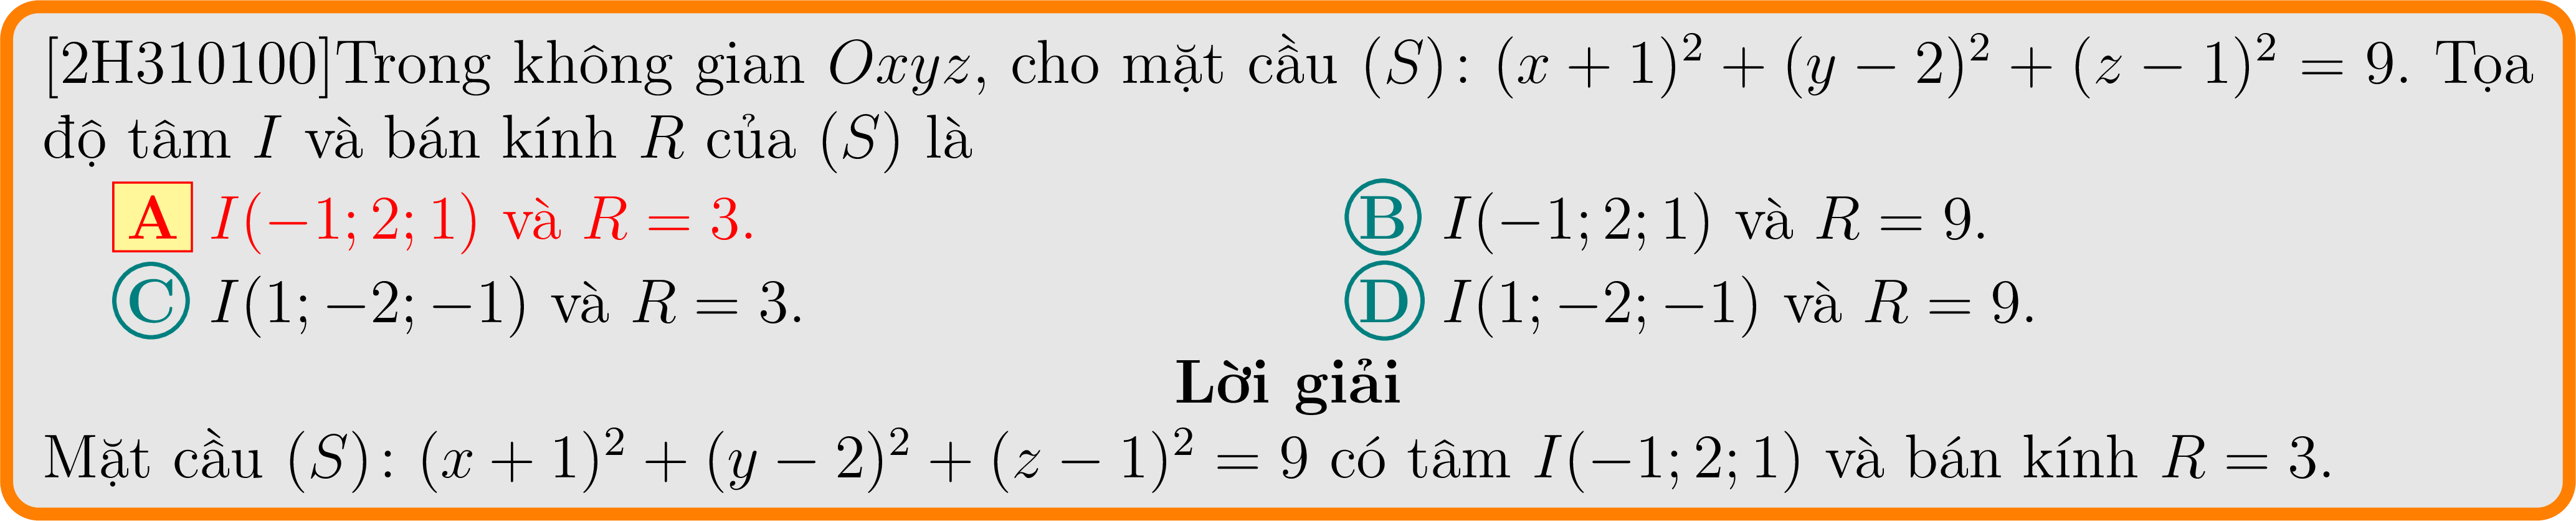 [2H310100]Trong không gian Oxyz, cho mặt cầu (S): (x + 1)² + (y − 2)² + (z − 1)² = 9. Tọa
độ tâm I và bán kính R của (S) là
A I(−1; 2; 1) và R = 3.
B I(−1; 2; 1) và R = 9.
C I(1; −2; −1) và R = 3.
D I(1; −2; −1) và R = 9.
Lời giải
Mặt cầu (S): (x + 1)² + (y − 2)² + (z − 1)² = 9 có tâm I(−1; 2; 1) và bán kính R = 3.